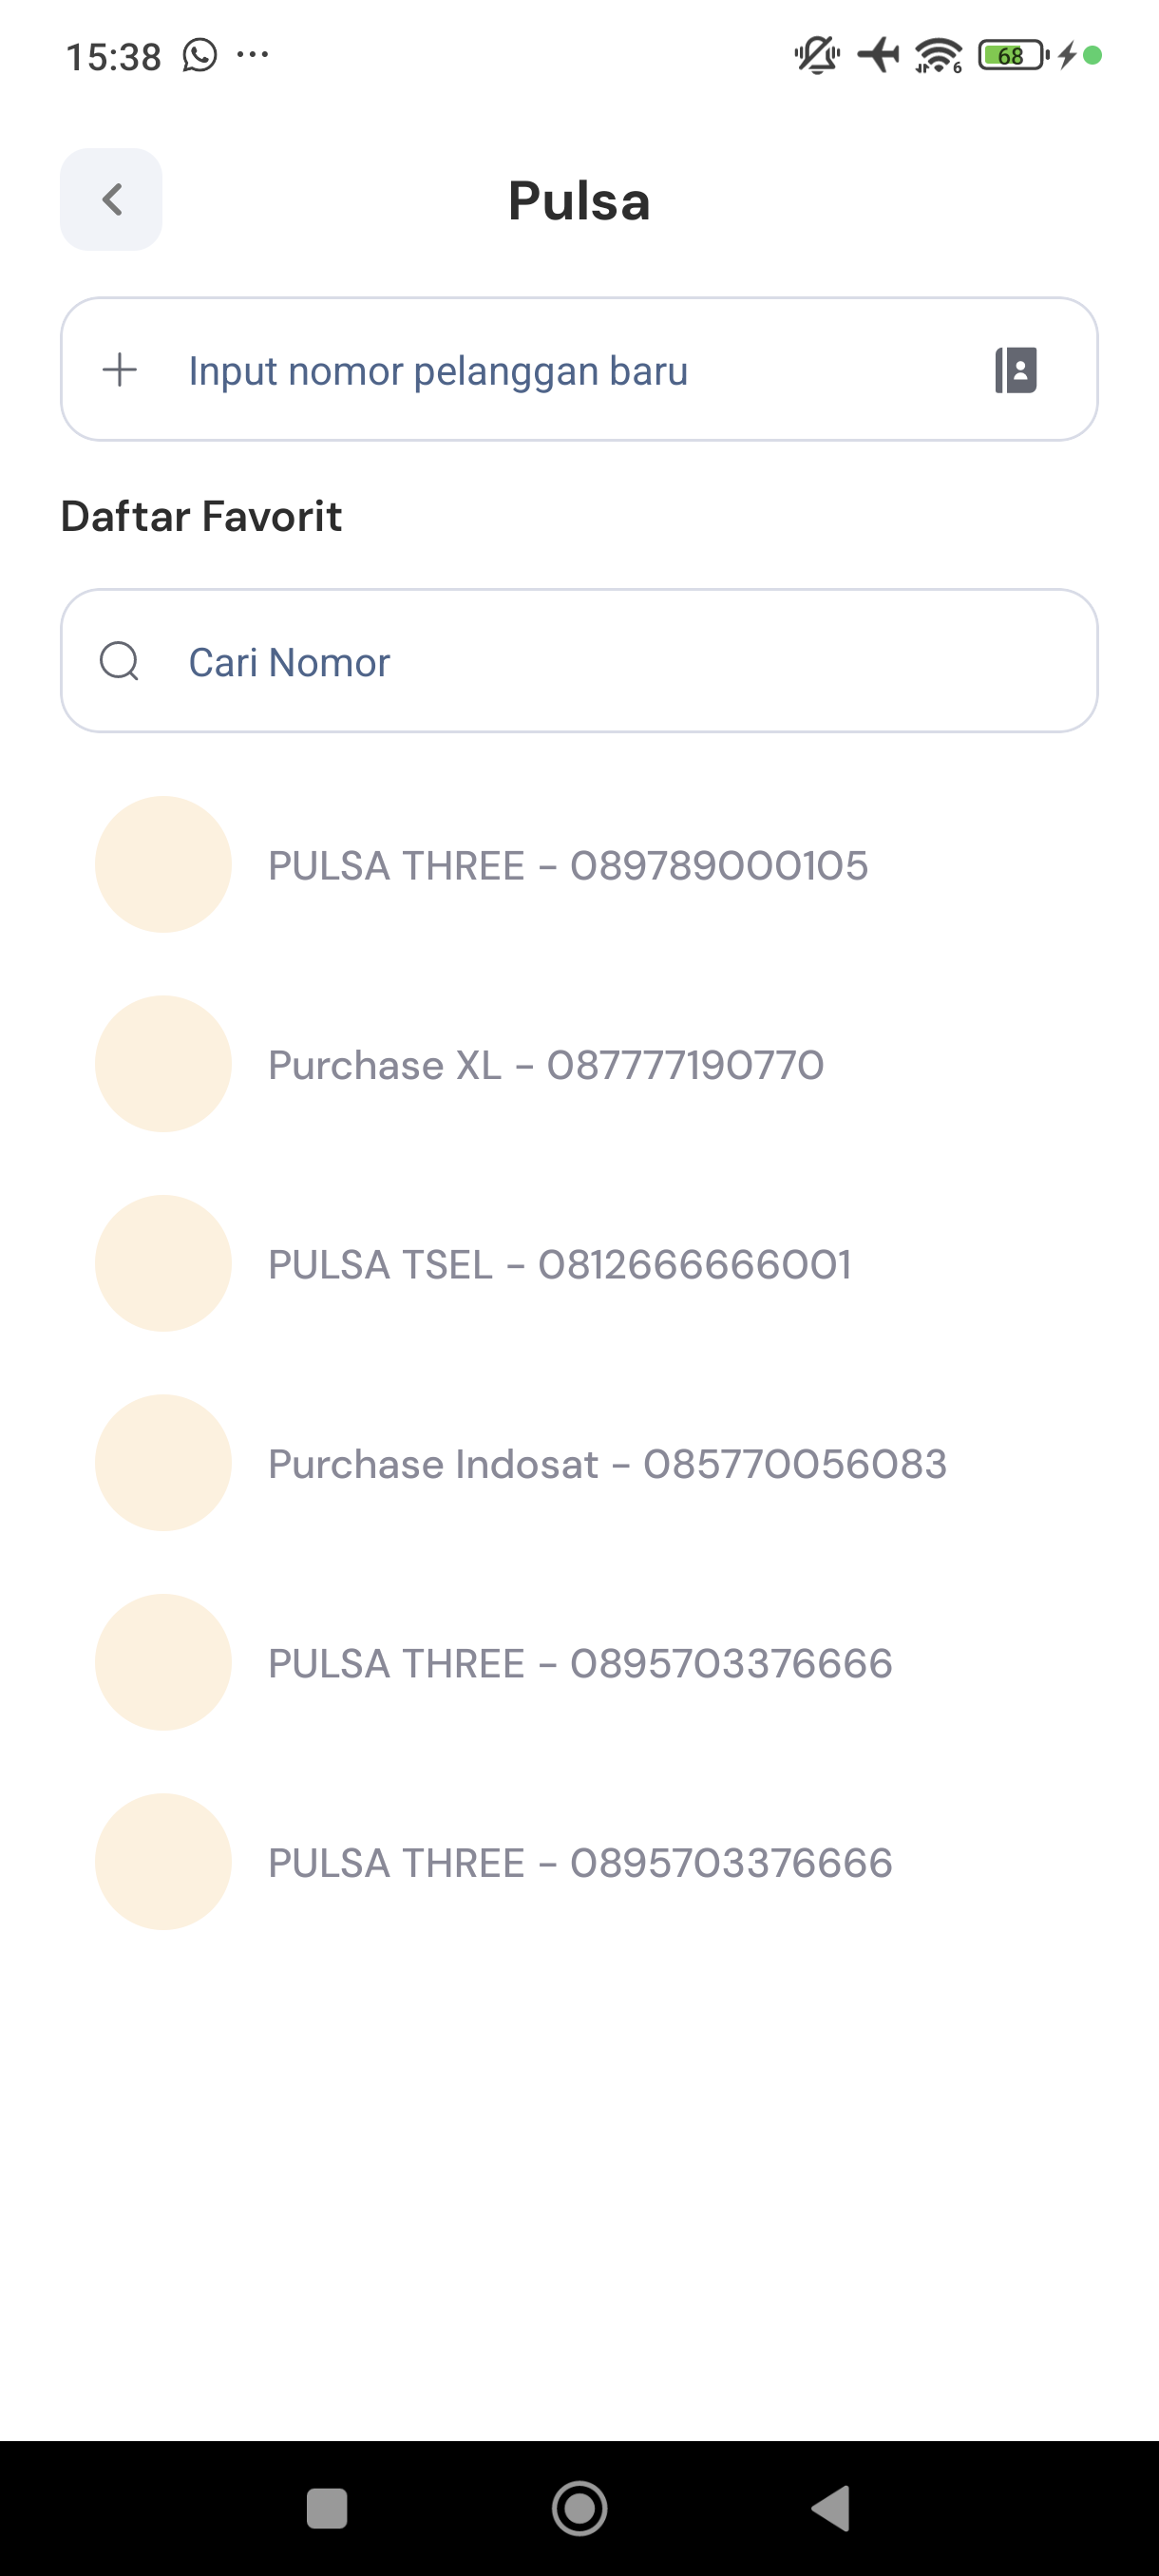 15:38
6
68
Pulsa
Input nomor pelanggan baru
Daftar Favorit
Cari Nomor
PULSA THREE - 089789000105
Purchase XL - 087777190770
PULSA TSEL - 0812666666001
Purchase Indosat - 085770056083
PULSA THREE - 0895703376666
PULSA THREE - 0895703376666